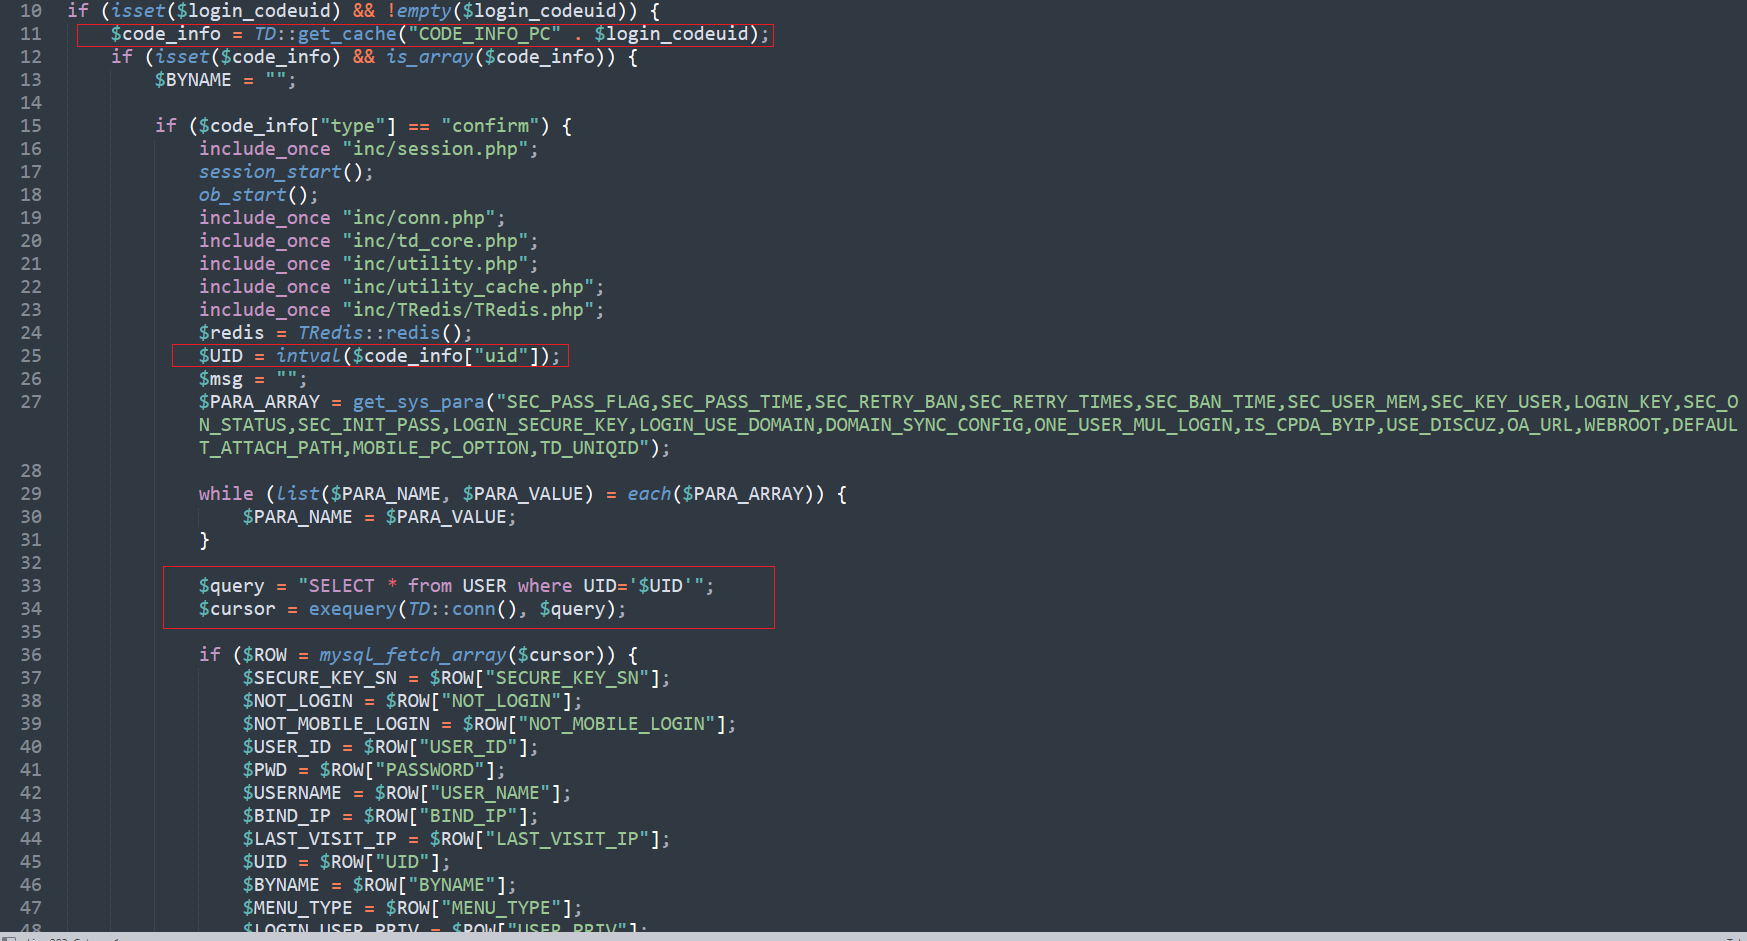 10 if (isset($login_codeuid) && !empty($login_codeuid)) {
11 $code_info = TD::get_cache("CODE_INFO_PC" . $login_codeuid);
12 if (isset($code_info) && is_array($code_info)) {
13 $BYNAME = "";
14
15 if ($code_info["type"] == "confirm") {
16 include_once "inc/session.php";
17 session_start();
18 ob_start();
19 include_once "inc/conn.php";
20 include_once "inc/td_core.php";
21 include_once "inc/utility.php";
22 include_once "inc/utility_cache.php";
23 include_once "inc/TRedis/TRedis.php";
24 $redis = TRedis::redis();
25 $UID = intval($code_info["uid"]);
26 $msg = "";
27 $PARA_ARRAY = get_sys_para("SEC_PASS_FLAG,SEC_PASS_TIME,SEC_RETRY_BAN,SEC_RETRY_TIMES,SEC_BAN_TIME,SEC_USER_MEM,SEC_KEY_USER,LOGIN_KEY,SEC_O
N_STATUS,SEC_INIT_PASS,LOGIN_SECURE_KEY,LOGIN_USE_DOMAIN,DOMAIN_SYNC_CONFIG,ONE_USER_MUL_LOGIN,IS_CPDA_BYIP,USE_DISCUZ,OA_URL,WEBROOT,DEFAUL
T_ATTACH_PATH,MOBILE_PC_OPTION,TD_UNIQID");
28
29 while (list($PARA_NAME, $PARA_VALUE) = each($PARA_ARRAY)) {
30 $PARA_NAME = $PARA_VALUE;
31 }
32
33 $query = "SELECT * from USER where UID='$UID'";
34 $cursor = exequery(TD::conn(), $query);
35
36 if ($ROW = mysql_fetch_array($cursor)) {
37 $SECURE_KEY_SN = $ROW["SECURE_KEY_SN"];
38 $NOT_LOGIN = $ROW["NOT_LOGIN"];
39 $NOT_MOBILE_LOGIN = $ROW["NOT_MOBILE_LOGIN"];
40 $USER_ID = $ROW["USER_ID"];
41 $PWD = $ROW["PASSWORD"];
42 $USERNAME = $ROW["USER_NAME"];
43 $BIND_IP = $ROW["BIND_IP"];
44 $LAST_VISIT_IP = $ROW["LAST_VISIT_IP"];
45 $UID = $ROW["UID"];
46 $BYNAME = $ROW["BYNAME"];
47 $MENU_TYPE = $ROW["MENU_TYPE"];
48 $LOGIN_USER_PRIV = $ROW["USER_PRIV"];